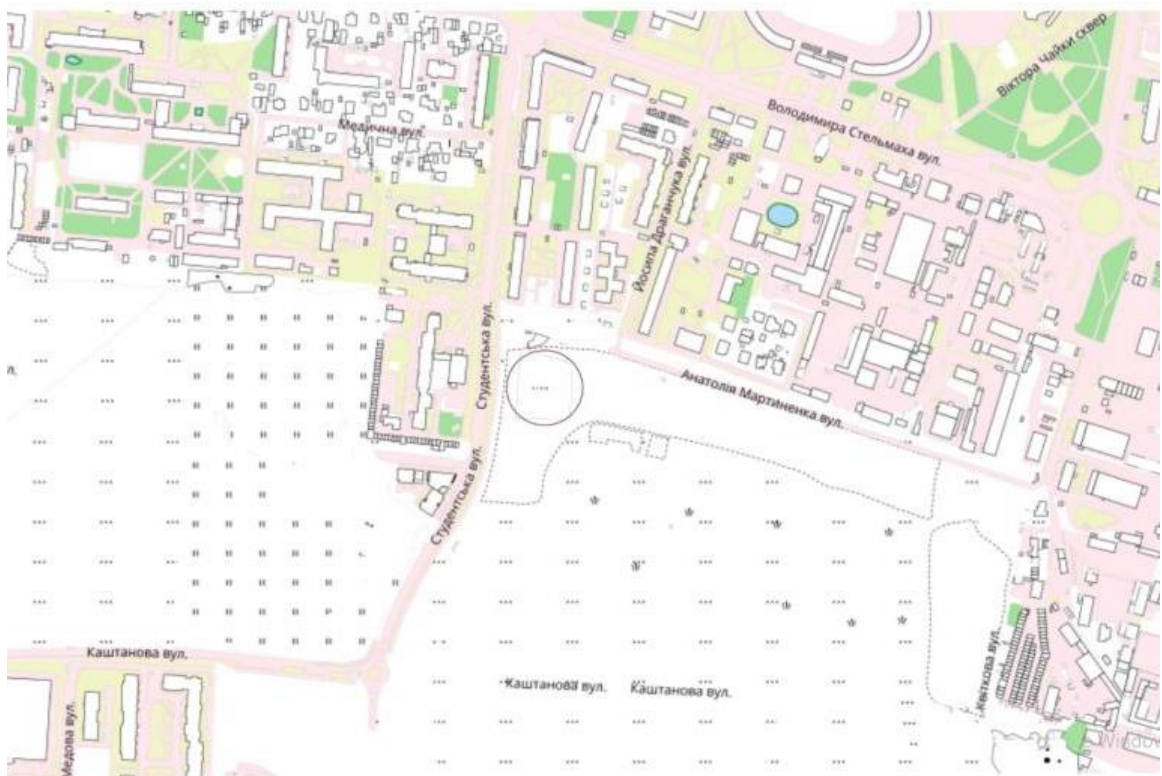 Віктора Чайки сквер
Володимира Стельмаха вул.
Медична вул.
Йосипа Драганчука вул.
Студентська вул.
л.
Анатолія Мартиненка вул.
Студентська вул.
Каштанова вул.
Каштанова вул.
Каштанова вул.
Квіткова вул.
Медова вул.